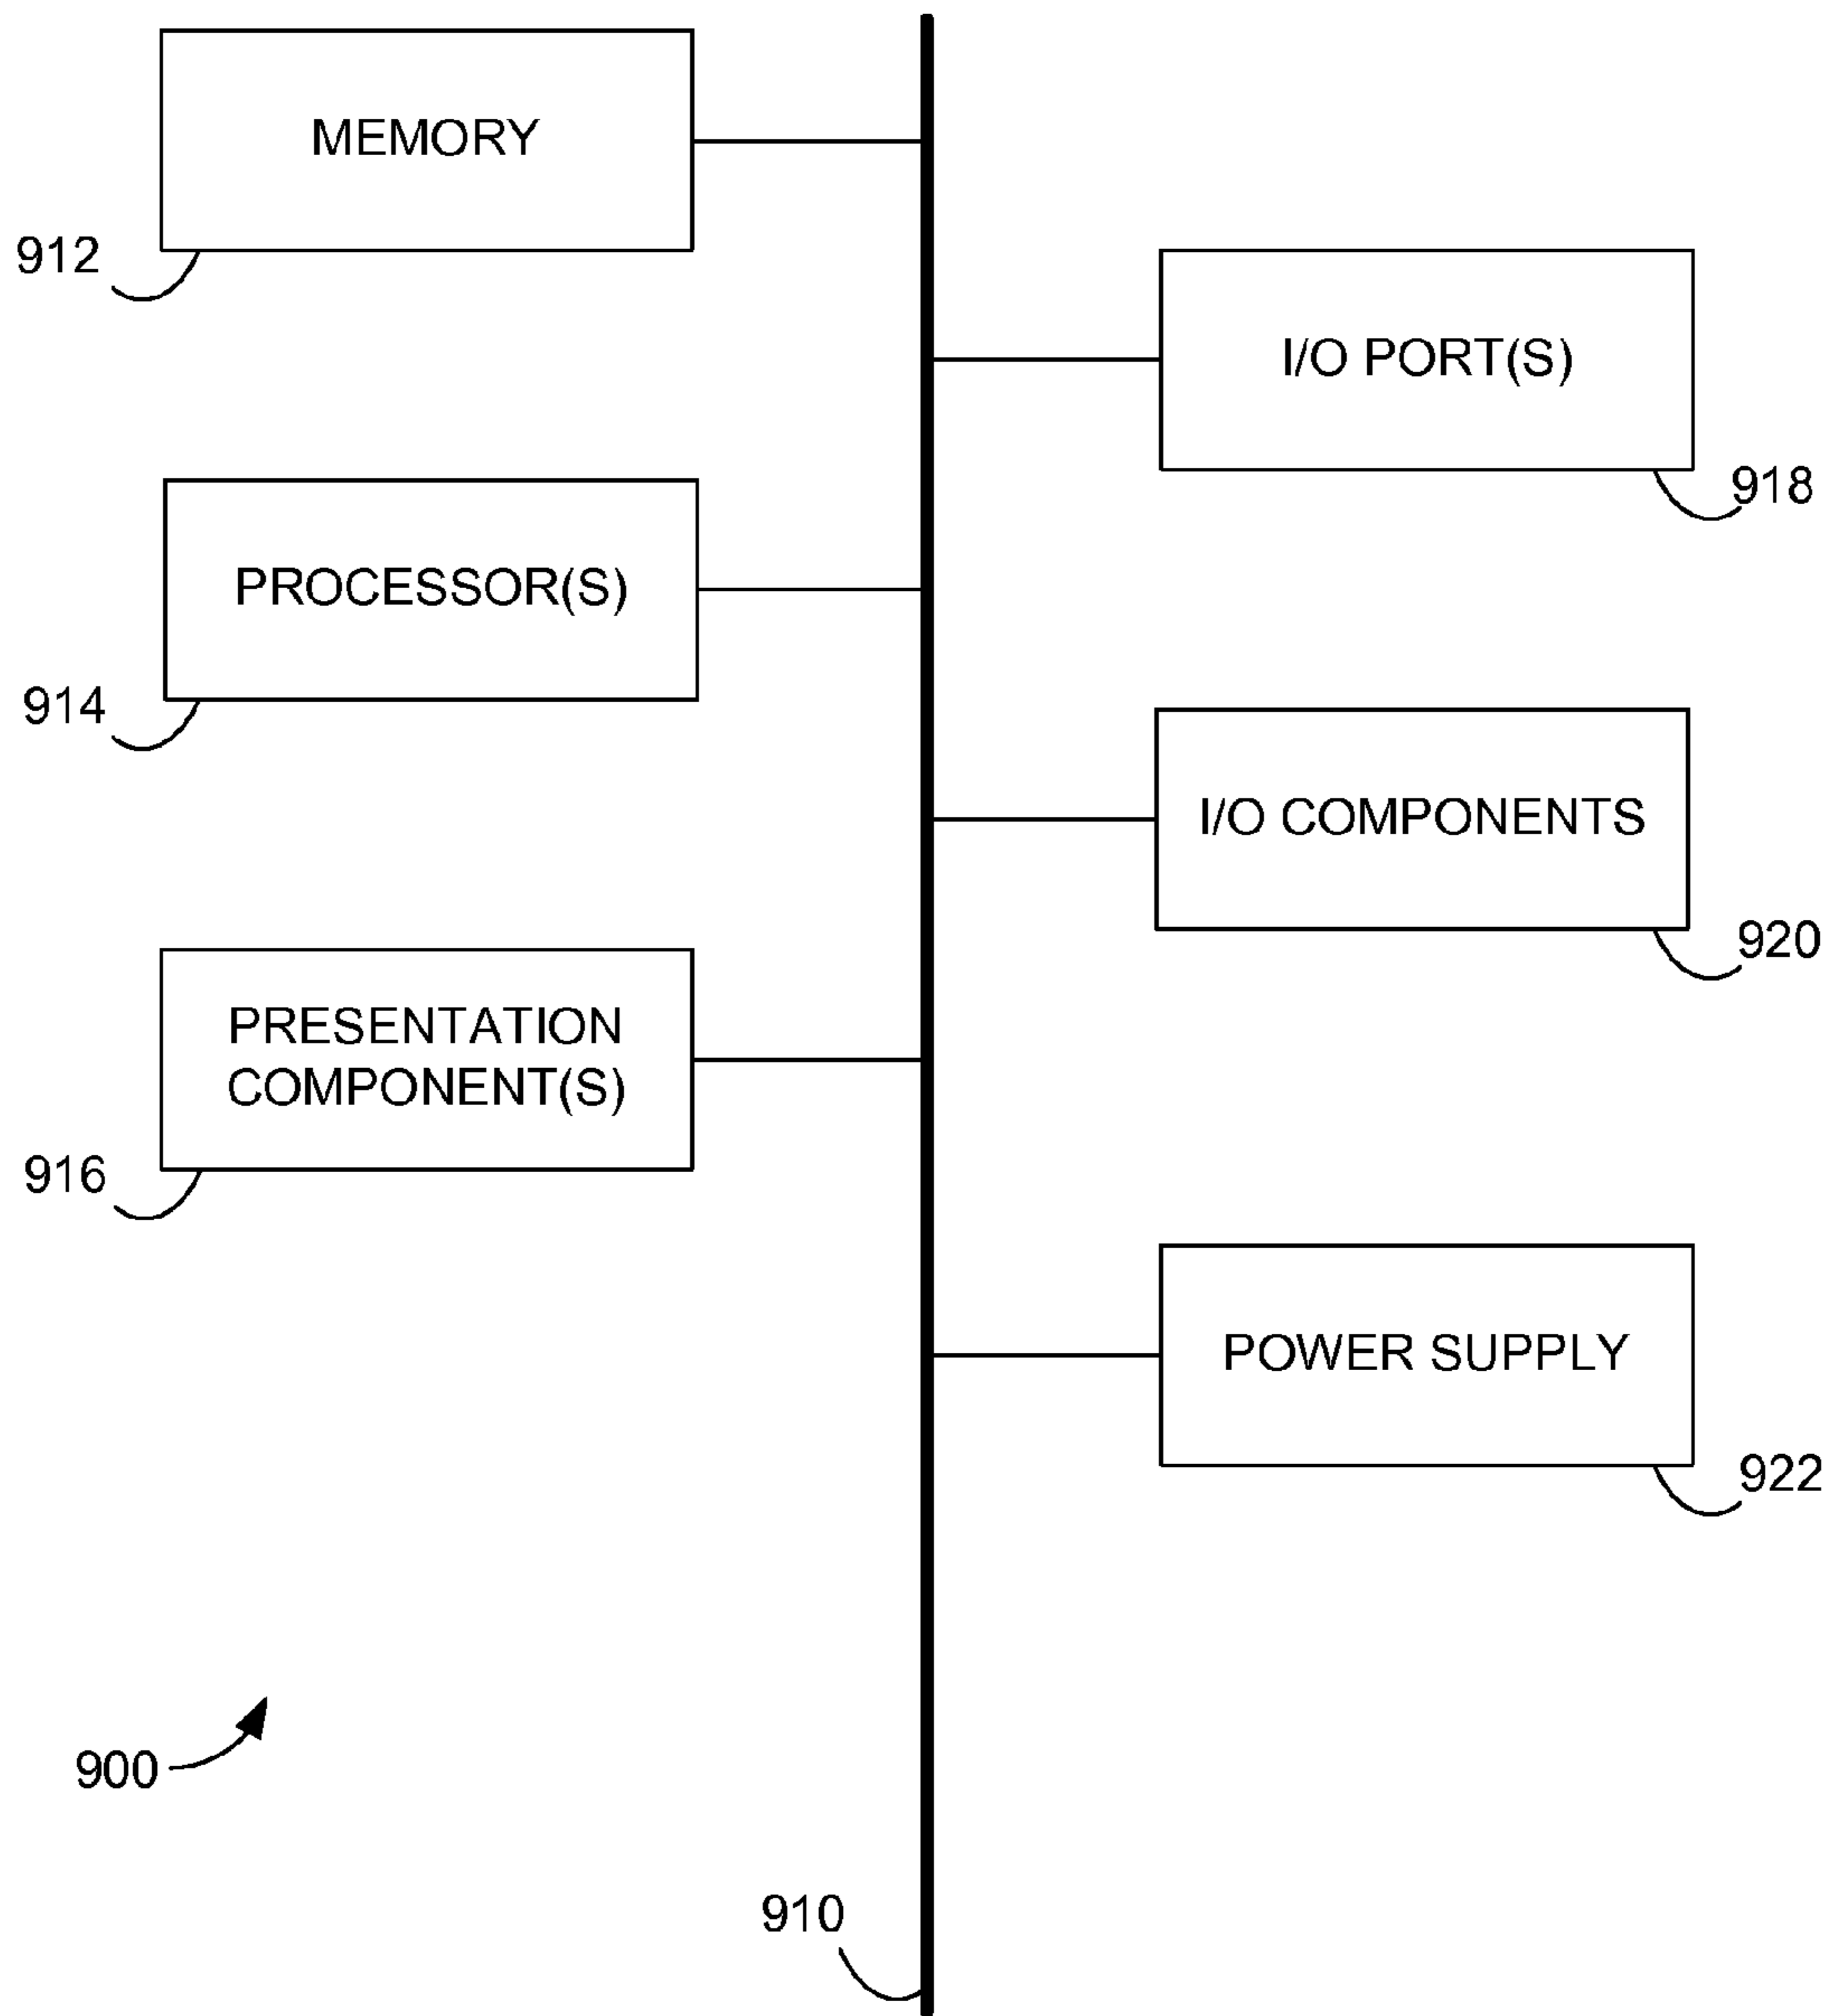 MEMORY
912
I/O PORT(S)
918
PROCESSOR(S)
914
I/O COMPONENTS
920
PRESENTATION
COMPONENT(S)
916
POWER SUPPLY
922
900
910